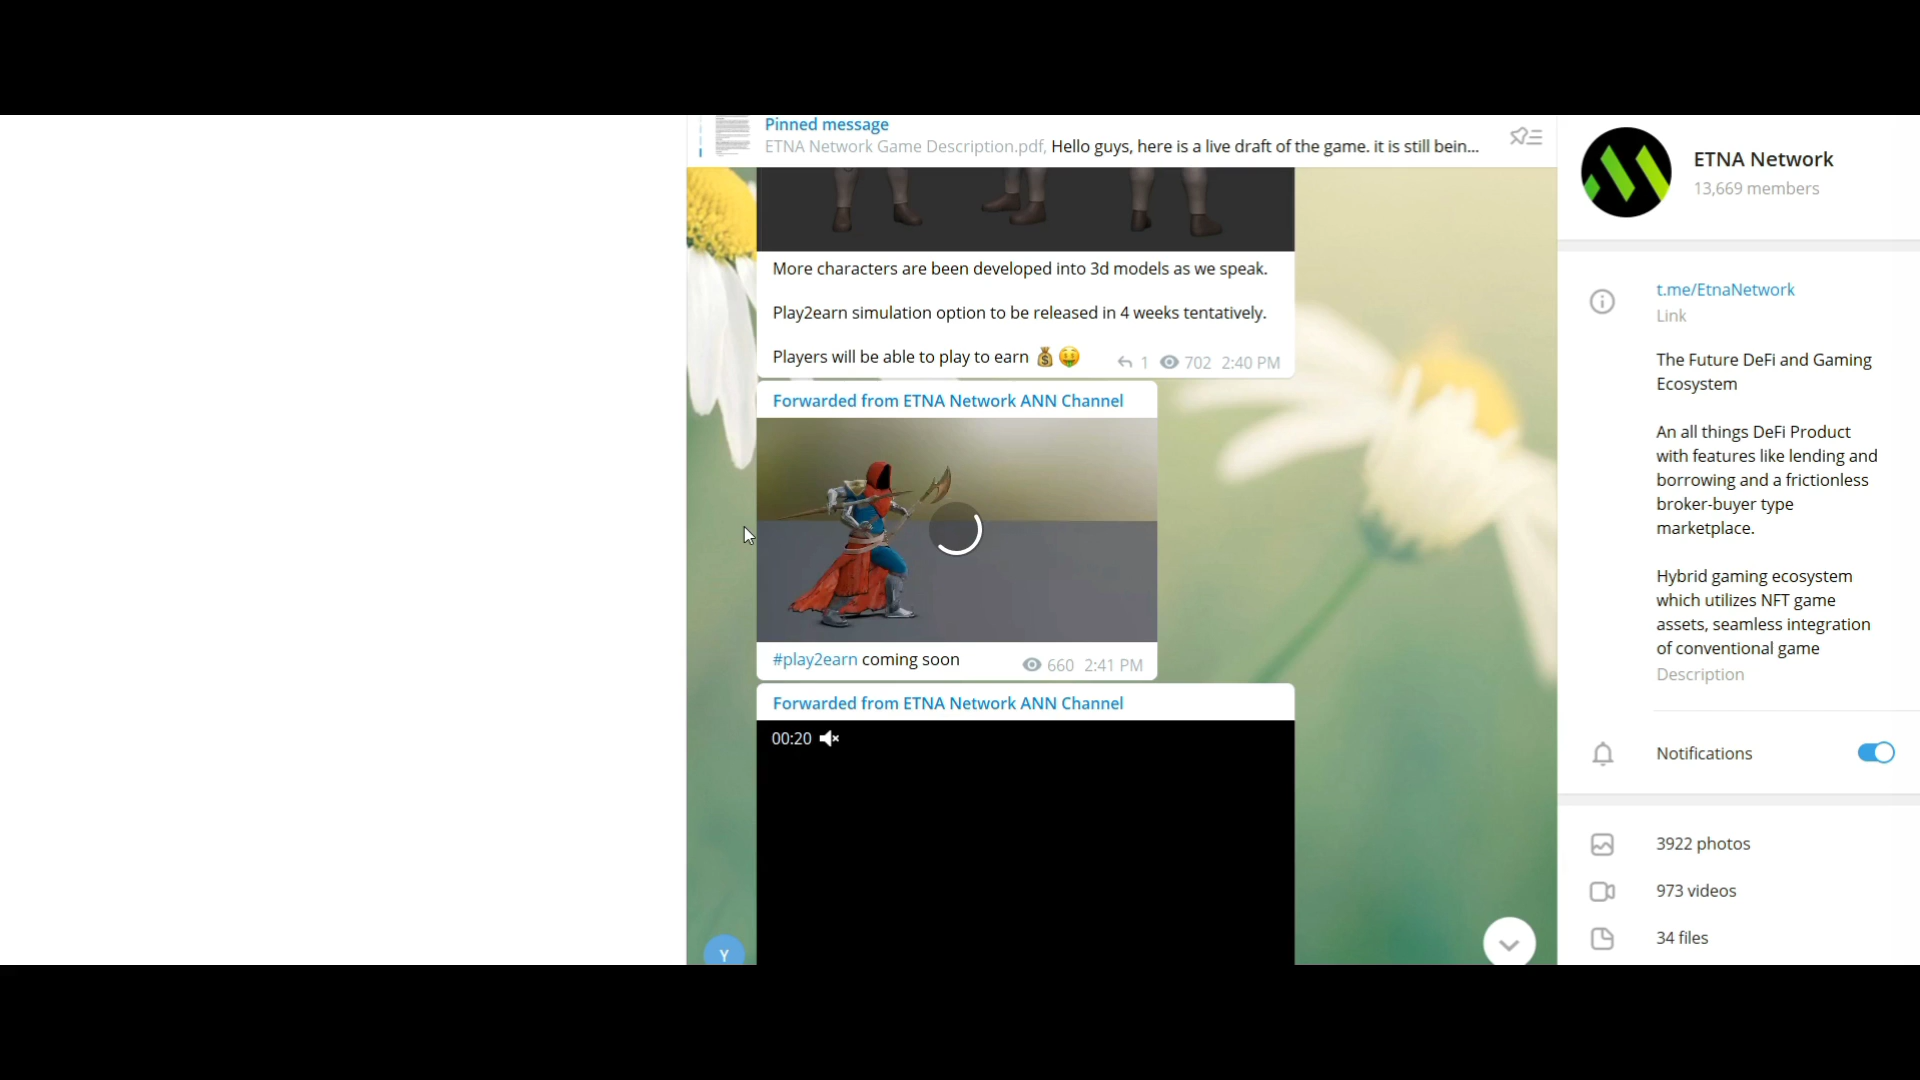 Pinned message
ETNA Network Game Description.pdf, Hello guys, here is a live draft of the game. it is still bein...
More characters are been developed into 3d models as we speak.
Play2earn simulation option to be released in 4 weeks tentatively.
Players will be able to play to earn 💰🤑
1 702 2:40 PM
Forwarded from ETNA Network ANN Channel
#play2earn coming soon
660 2:41 PM
Forwarded from ETNA Network ANN Channel
00:20
Y
ETNA Network
13,669 members
t.me/EtnaNetwork
Link
The Future DeFi and Gaming
Ecosystem
An all things DeFi Product
with features like lending and
borrowing and a frictionless
broker-buyer type
marketplace.
Hybrid gaming ecosystem
which utilizes NFT game
assets, seamless integration
of conventional game
Description
Notifications
3922 photos
973 videos
34 files